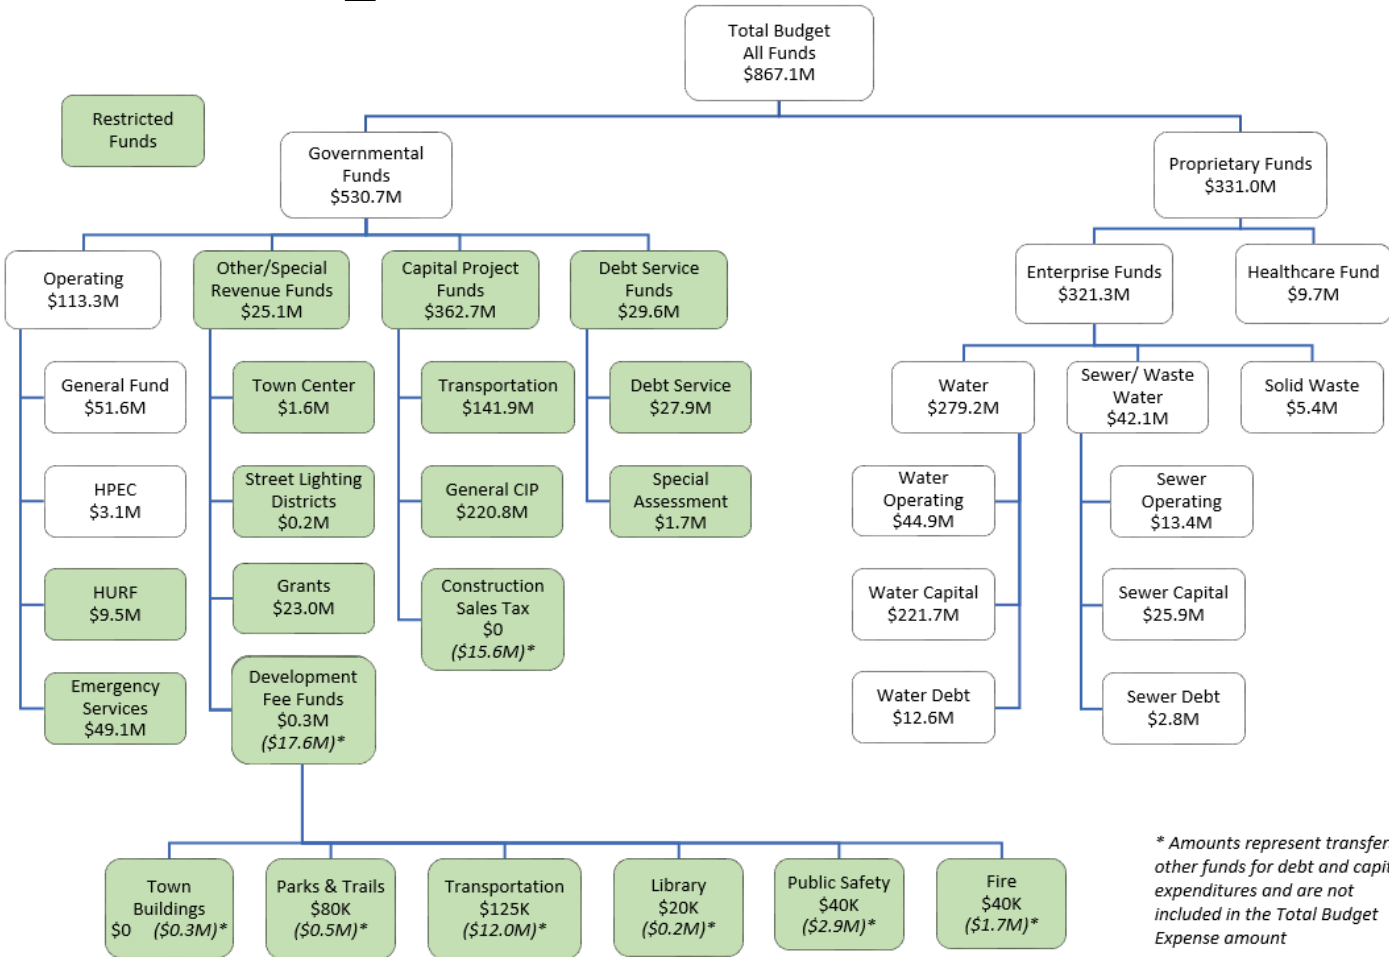 Total Budget
All Funds
$867.1M
Restricted
Funds
Governmental
Funds
$530.7M
Proprietary Funds
$331.0M
Operating
$113.3M
Other/Special
Revenue Funds
$25.1M
Capital Project
Funds
$362.7M
Debt Service
Funds
$29.6M
Enterprise Funds
$321.3M
Healthcare Fund
$9.7M
General Fund
$51.6M
Town Center
$1.6M
Transportation
$141.9M
Debt Service
$27.9M
Water
$279.2M
Sewer/ Waste
Water
$42.1M
Solid Waste
$5.4M
HPEC
$3.1M
Street Lighting
Districts
$0.2M
General CIP
$220.8M
Special
Assessment
$1.7M
Water
Operating
$44.9M
Sewer
Operating
$13.4M
HURF
$9.5M
Grants
$23.0M
Construction
Sales Tax
$0
($15.6M)*
Water Capital
$221.7M
Sewer Capital
$25.9M
Emergency
Services
$49.1M
Development
Fee Funds
$0.3M
($17.6M)*
Water Debt
$12.6M
Sewer Debt
$2.8M
Town
Buildings
$0 ($0.3M)*
Parks & Trails
$80K
($0.5M)*
Transportation
$125K
($12.0M)*
Library
$20K
($0.2M)*
Public Safety
$40K
($2.9M)*
Fire
$40K
($1.7M)*
* Amounts represent transfer
other funds for debt and capit
expenditures and are not
included in the Total Budget
Expense amount